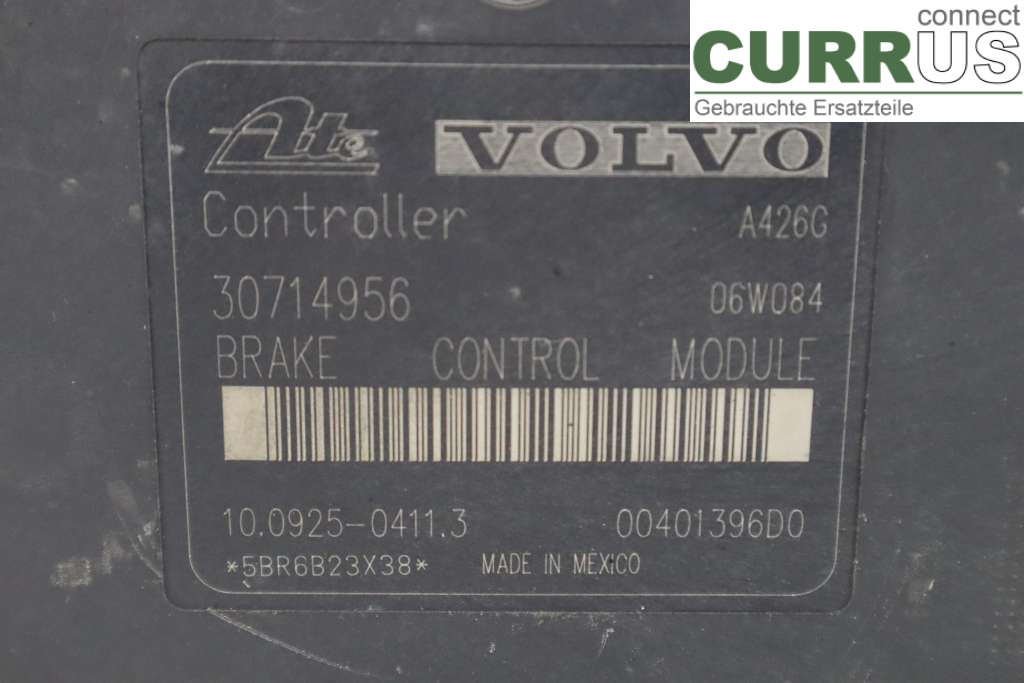 connect
CURRUS
Gebrauchte Ersatzteile
Ate VOLVO
Controller A426G
30714956 06W084
BRAKE CONTROL MODULE
10.0925-0411.3 00401396D0
*5BR6B23X38* MADE IN MEXICO